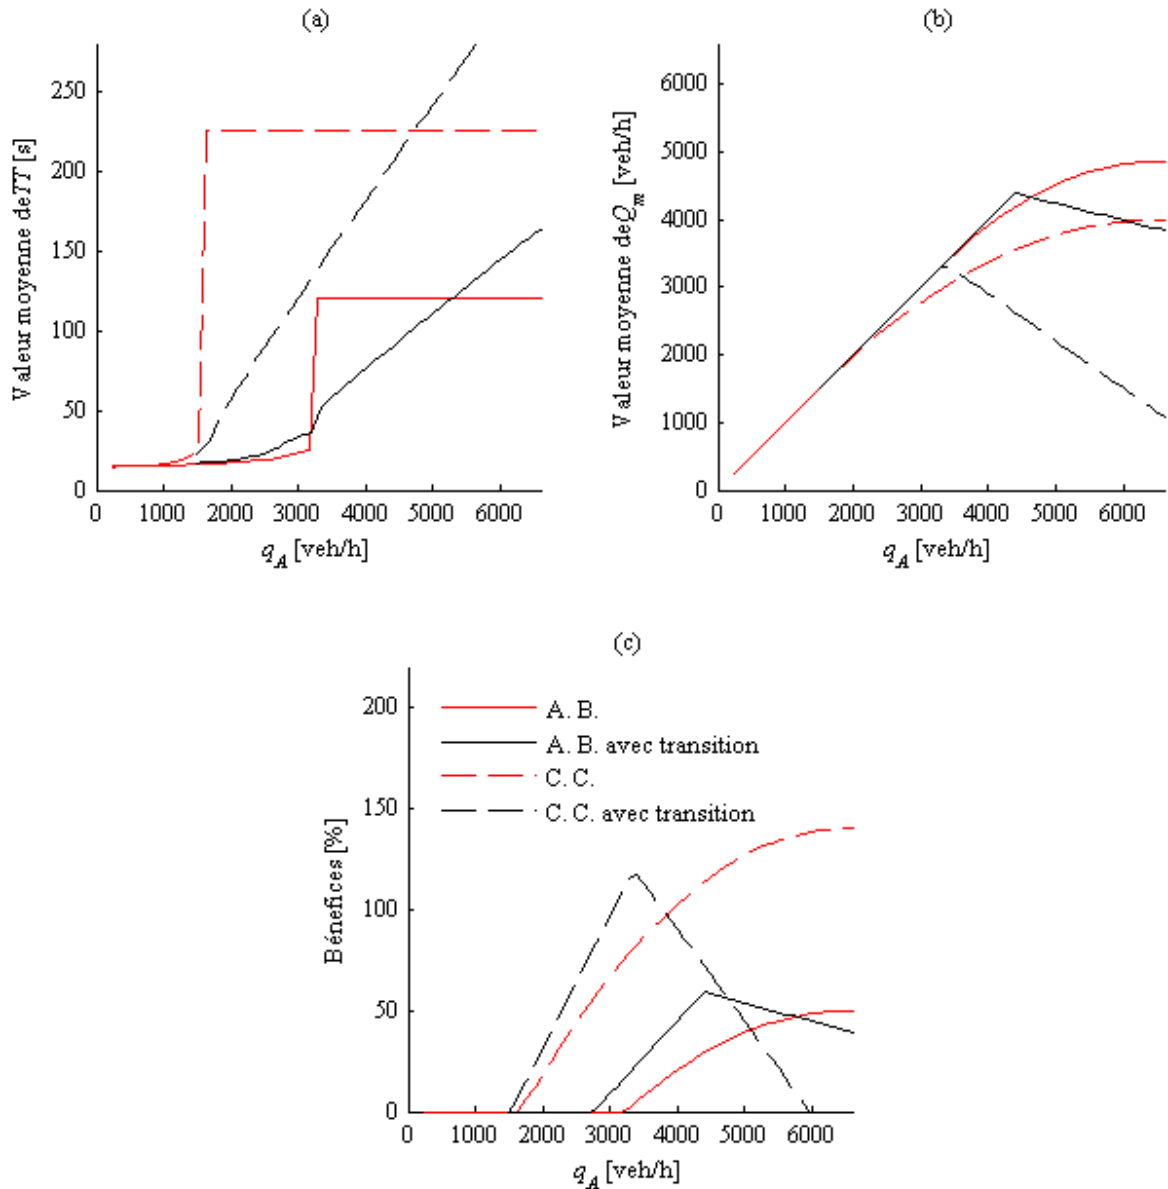 (a)
Valeur moyenne de TT [s]
250
200
150
100
50
0
0 1000 2000 3000 4000 5000 6000
q_A [veh/h]
(b)
Valeur moyenne de Q_m [veh/h]
6000
5000
4000
3000
2000
1000
0
0 1000 2000 3000 4000 5000 6000
q_A [veh/h]
(c)
Bénefices [%]
200
150
100
50
0
A. B.
A. B. avec transition
C. C.
C. C. avec transition
0 1000 2000 3000 4000 5000 6000
q_A [veh/h]